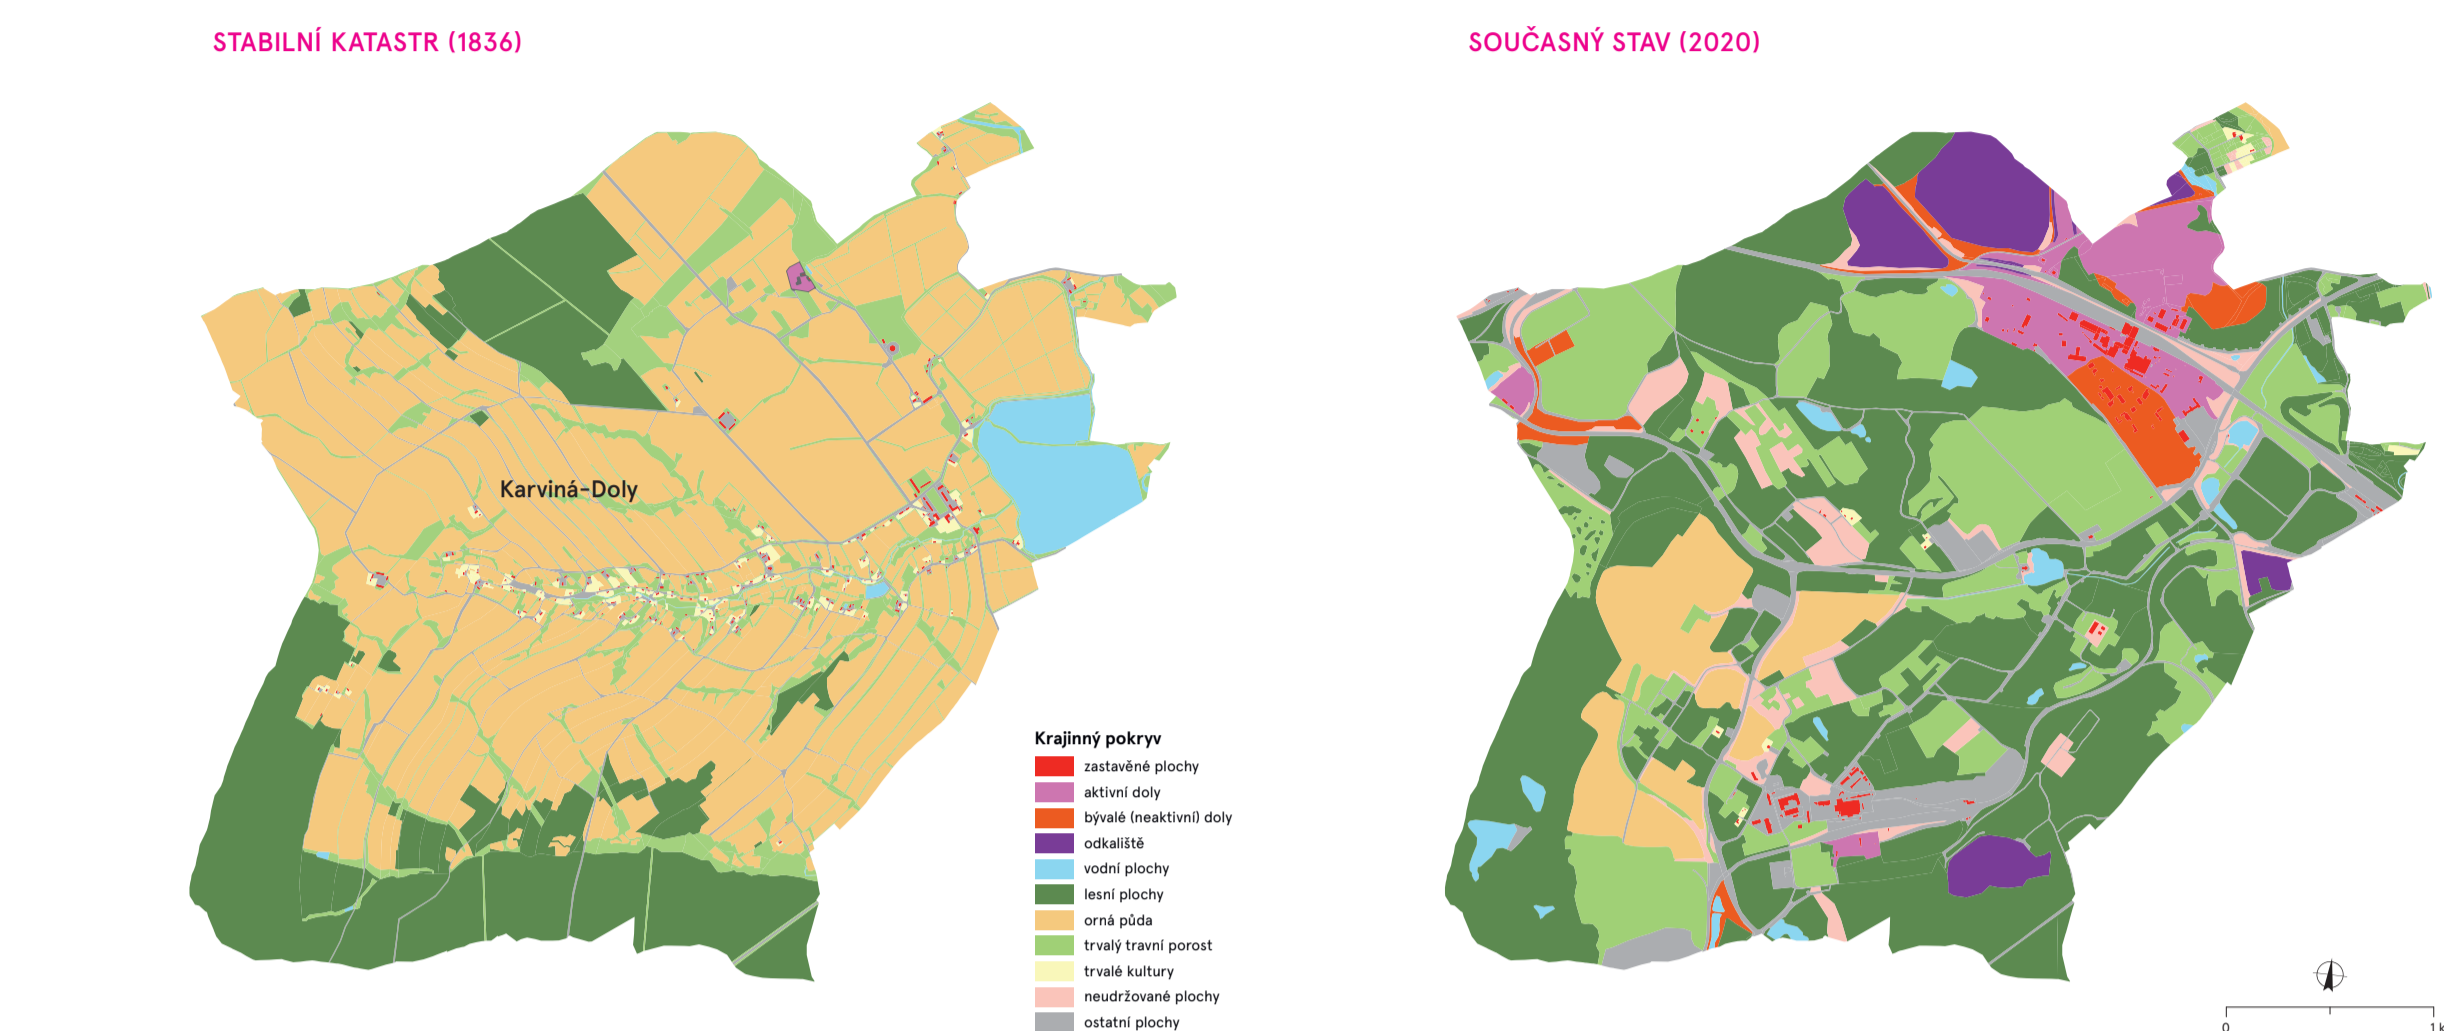 STABILNÍ KATASTR (1836)
SOUČASNÝ STAV (2020)
Karviná-Doly
Krajinný pokryv
zastavěné plochy
aktivní doly
bývalé (neaktivní) doly
odkaliště
vodní plochy
lesní plochy
orná půda
trvalý travní porost
trvalé kultury
neudržované plochy
ostatní plochy
0